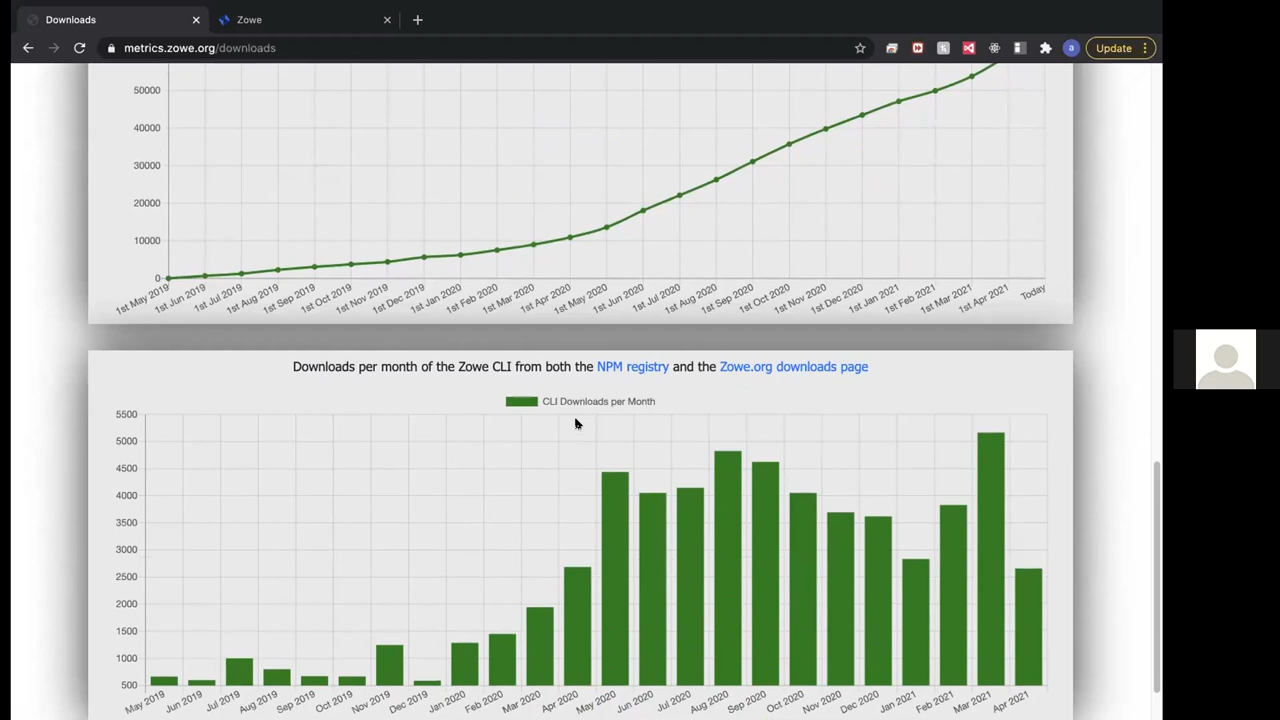 Downloads
Zowe
metrics.zowe.org/downloads
a
Update
50000
40000
30000
20000
10000
0
1st May 2019 1st Jun 2019 1st Jul 2019 1st Aug 2019 1st Sep 2019 1st Oct 2019 1st Nov 2019 1st Dec 2019 1st Jan 2020 1st Feb 2020 1st Mar 2020 1st Apr 2020 1st May 2020 1st Jun 2020 1st Jul 2020 1st Aug 2020 1st Sep 2020 1st Oct 2020 1st Nov 2020 1st Dec 2020 1st Jan 2021 1st Feb 2021 1st Mar 2021 1st Apr 2021 Today
Downloads per month of the Zowe CLI from both the NPM registry and the Zowe.org downloads page
CLI Downloads per Month
5500
5000
4500
4000
3500
3000
2500
2000
1500
1000
500
May 2019 Jun 2019 Jul 2019 Aug 2019 Sep 2019 Oct 2019 Nov 2019 Dec 2019 Jan 2020 Feb 2020 Mar 2020 Apr 2020 May 2020 Jun 2020 Jul 2020 Aug 2020 Sep 2020 Oct 2020 Nov 2020 Dec 2020 Jan 2021 Feb 2021 Mar 2021 Apr 2021